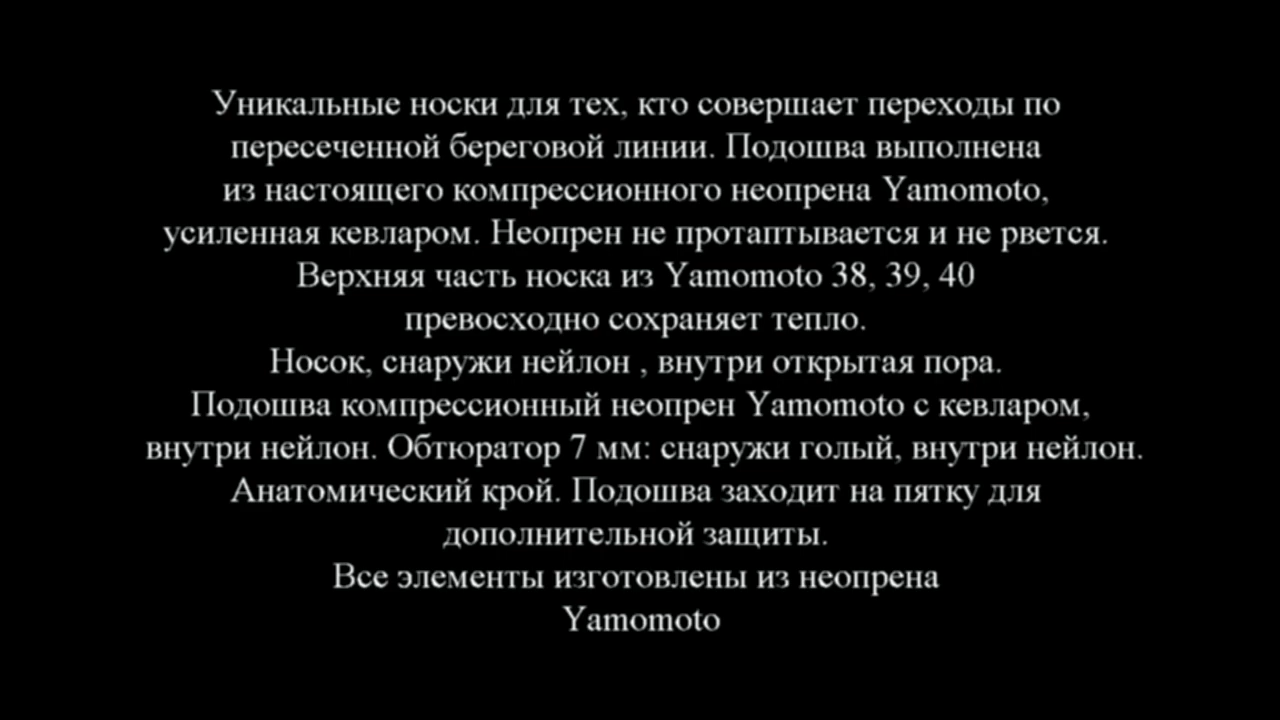 Уникальные носки для тех, кто совершает переходы по
пересеченной береговой линии. Подошва выполнена
из настоящего компрессионного неопрена Yamomoto,
усиленная кевларом. Неопрен не протаптывается и не рвется.
Верхняя часть носка из Yamomoto 38, 39, 40
превосходно сохраняет тепло.
Носок, снаружи нейлон , внутри открытая пора.
Подошва компрессионный неопрен Yamomoto с кевларом,
внутри нейлон. Обтюратор 7 мм: снаружи голый, внутри нейлон.
Анатомический крой. Подошва заходит на пятку для
дополнительной защиты.
Все элементы изготовлены из неопрена
Yamomoto